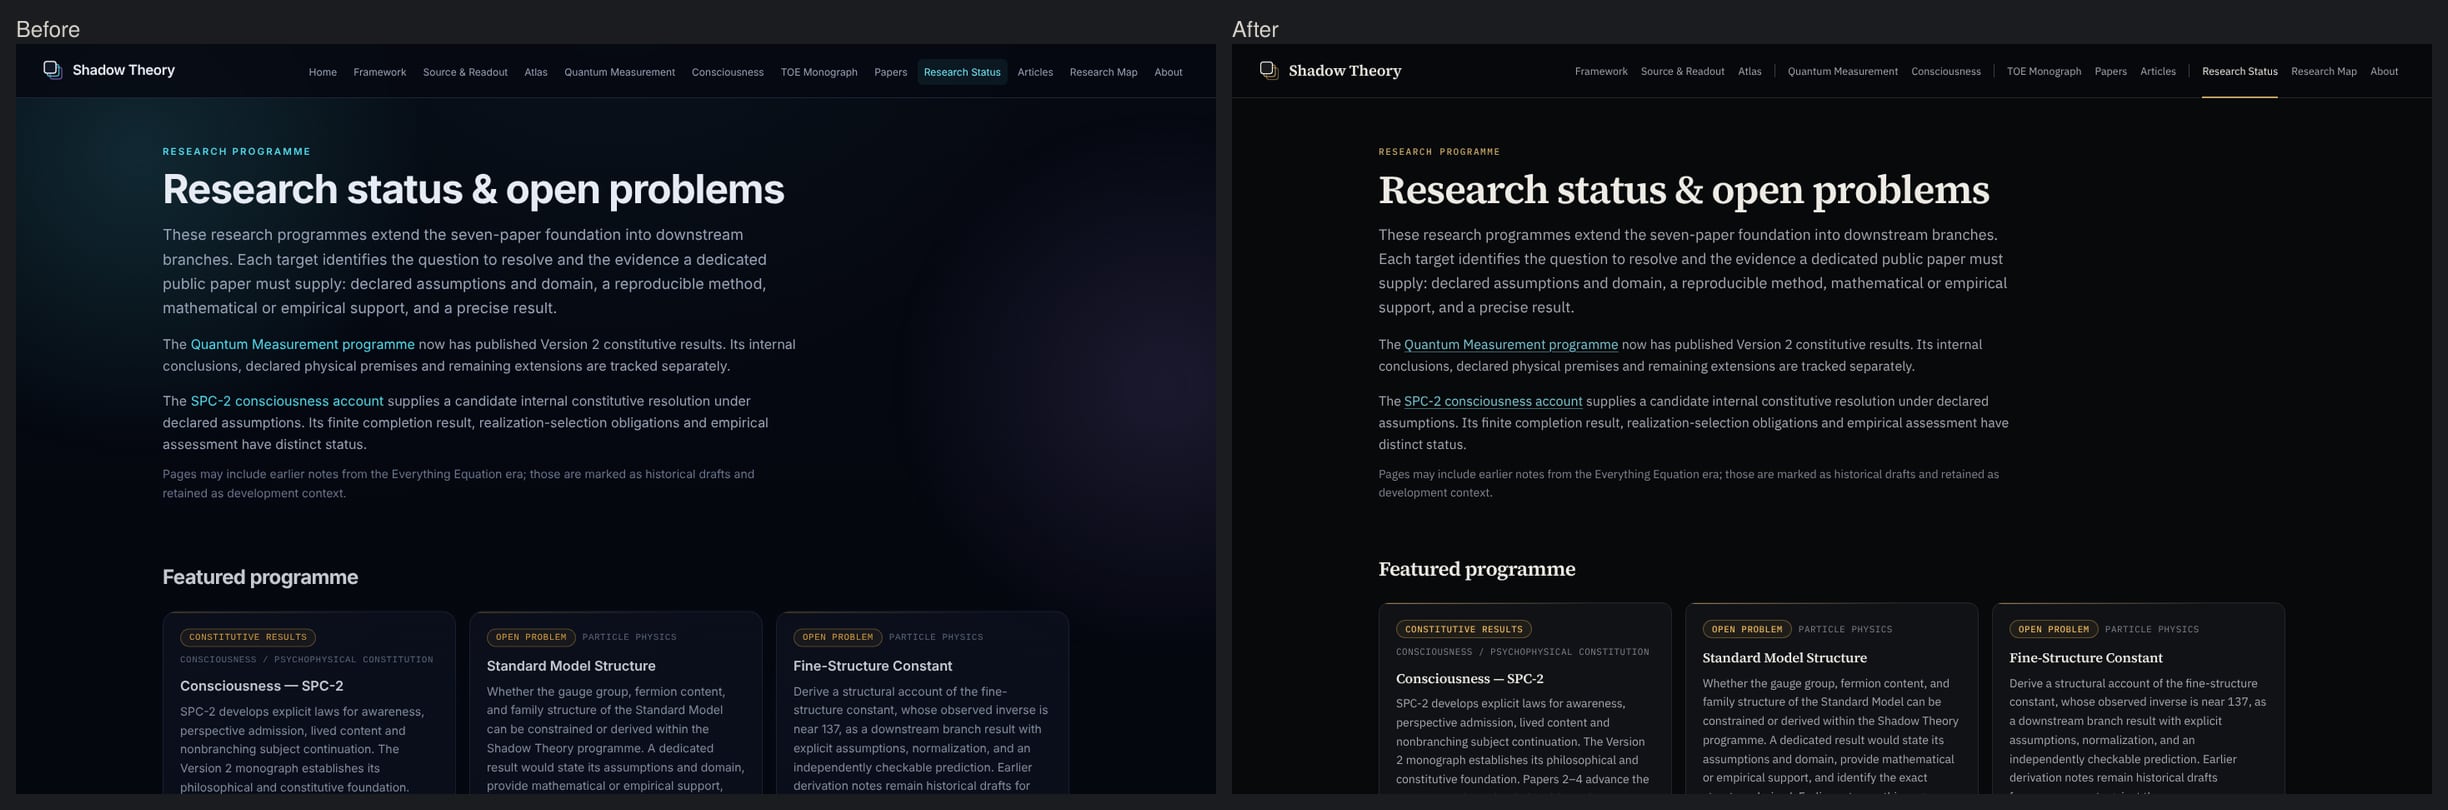 Before
Shadow Theory
Home Framework Source & Readout Atlas Quantum Measurement Consciousness TOE Monograph Papers Research Status Articles Research Map About
RESEARCH PROGRAMME
Research status & open problems
These research programmes extend the seven-paper foundation into downstream
branches. Each target identifies the question to resolve and the evidence a dedicated
public paper must supply: declared assumptions and domain, a reproducible method,
mathematical or empirical support, and a precise result.
The Quantum Measurement programme now has published Version 2 constitutive results. Its internal
conclusions, declared physical premises and remaining extensions are tracked separately.
The SPC-2 consciousness account supplies a candidate internal constitutive resolution under
declared assumptions. Its finite completion result, realization-selection obligations and empirical
assessment have distinct status.
Pages may include earlier notes from the Everything Equation era; those are marked as historical drafts and
retained as development context.
Featured programme
CONSTITUTIVE RESULTS
CONSCIOUSNESS / PSYCHOPHYSICAL CONSTITUTION
Consciousness — SPC-2
SPC-2 develops explicit laws for awareness,
perspective admission, lived content and
nonbranching subject continuation. The
Version 2 monograph establishes its
philosophical and constitutive foundation.
OPEN PROBLEM PARTICLE PHYSICS
Standard Model Structure
Whether the gauge group, fermion content,
and family structure of the Standard Model
can be constrained or derived within the
Shadow Theory programme. A dedicated
result would state its assumptions and domain,
provide mathematical or empirical support,
OPEN PROBLEM PARTICLE PHYSICS
Fine-Structure Constant
Derive a structural account of the fine-
structure constant, whose observed inverse is
near 137, as a downstream branch result with
explicit assumptions, normalization, and an
independently checkable prediction. Earlier
derivation notes remain historical drafts for
After
Shadow Theory
Framework Source & Readout Atlas Quantum Measurement Consciousness TOE Monograph Papers Articles Research Status Research Map About
RESEARCH PROGRAMME
Research status & open problems
These research programmes extend the seven-paper foundation into downstream branches.
Each target identifies the question to resolve and the evidence a dedicated public paper must
supply: declared assumptions and domain, a reproducible method, mathematical or empirical
support, and a precise result.
The Quantum Measurement programme now has published Version 2 constitutive results. Its internal
conclusions, declared physical premises and remaining extensions are tracked separately.
The SPC-2 consciousness account supplies a candidate internal constitutive resolution under declared
assumptions. Its finite completion result, realization-selection obligations and empirical assessment have
distinct status.
Pages may include earlier notes from the Everything Equation era; those are marked as historical drafts and retained as
development context.
Featured programme
CONSTITUTIVE RESULTS
CONSCIOUSNESS / PSYCHOPHYSICAL CONSTITUTION
Consciousness — SPC-2
SPC-2 develops explicit laws for awareness,
perspective admission, lived content and
nonbranching subject continuation. The Version
2 monograph establishes its philosophical and
constitutive foundation. Papers 2–4 advance the
OPEN PROBLEM PARTICLE PHYSICS
Standard Model Structure
Whether the gauge group, fermion content, and
family structure of the Standard Model can be
constrained or derived within the Shadow Theory
programme. A dedicated result would state its
assumptions and domain, provide mathematical
or empirical support, and identify the exact
OPEN PROBLEM PARTICLE PHYSICS
Fine-Structure Constant
Derive a structural account of the fine-structure
constant, whose observed inverse is near 137, as
a downstream branch result with explicit
assumptions, normalization, and an
independently checkable prediction. Earlier
derivation notes remain historical drafts